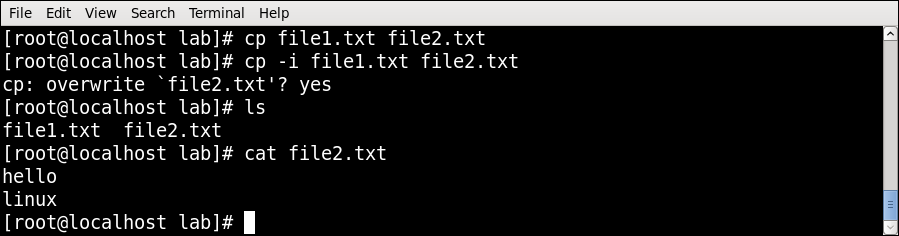 File Edit View Search Terminal Help
[root@localhost lab]# cp file1.txt file2.txt
[root@localhost lab]# cp -i file1.txt file2.txt
cp: overwrite `file2.txt'? yes
[root@localhost lab]# ls
file1.txt  file2.txt
[root@localhost lab]# cat file2.txt
hello
linux
[root@localhost lab]#